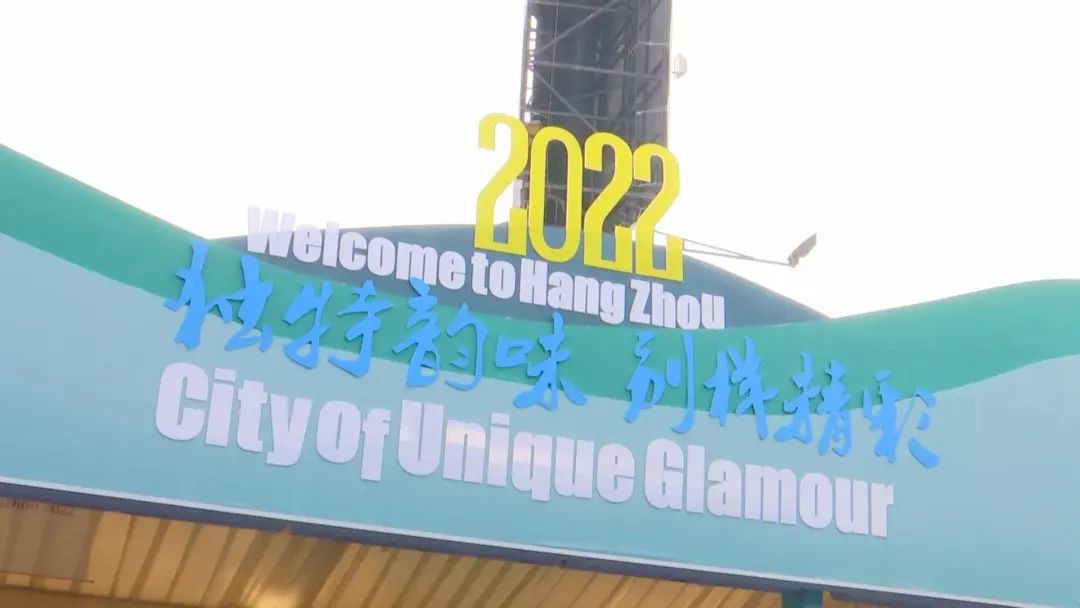 2022
Welcome to Hang Zhou
独特韵味 别样精彩
City of Unique Glamour